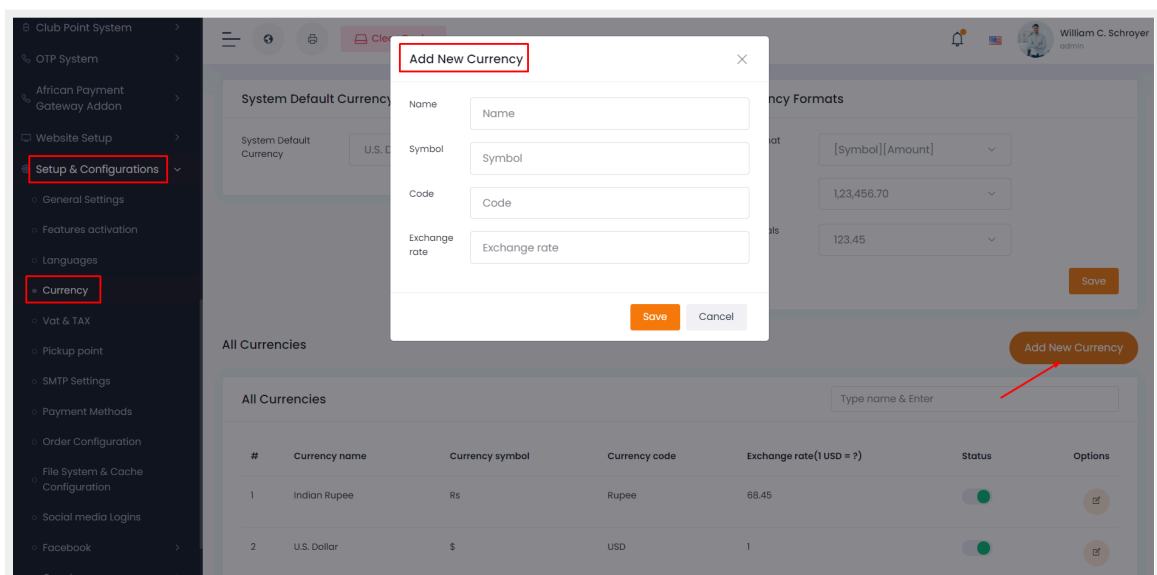 Club Point System
OTP System
African Payment
Gateway Addon
Website Setup
Setup & Configurations
General Settings
Features activation
Languages
Currency
Vat & TAX
Pickup point
SMTP Settings
Payment Methods
Order Configuration
File System & Cache
Configuration
Social media Logins
Facebook
William C. Schroyer
admin
System Default Currency
System Default
Currency
U.S. D
Add New Currency
Name
Name
Symbol
Symbol
Code
Code
Exchange
rate
Exchange rate
Save
Cancel
ncy Formats
[Symbol][Amount]
1,23,456.70
123.45
Save
All Currencies
Add New Currency
All Currencies
Type name & Enter
# Currency name Currency symbol Currency code Exchange rate(1 USD = ?) Status Options
1 Indian Rupee Rs Rupee 68.45
2 U.S. Dollar $ USD 1